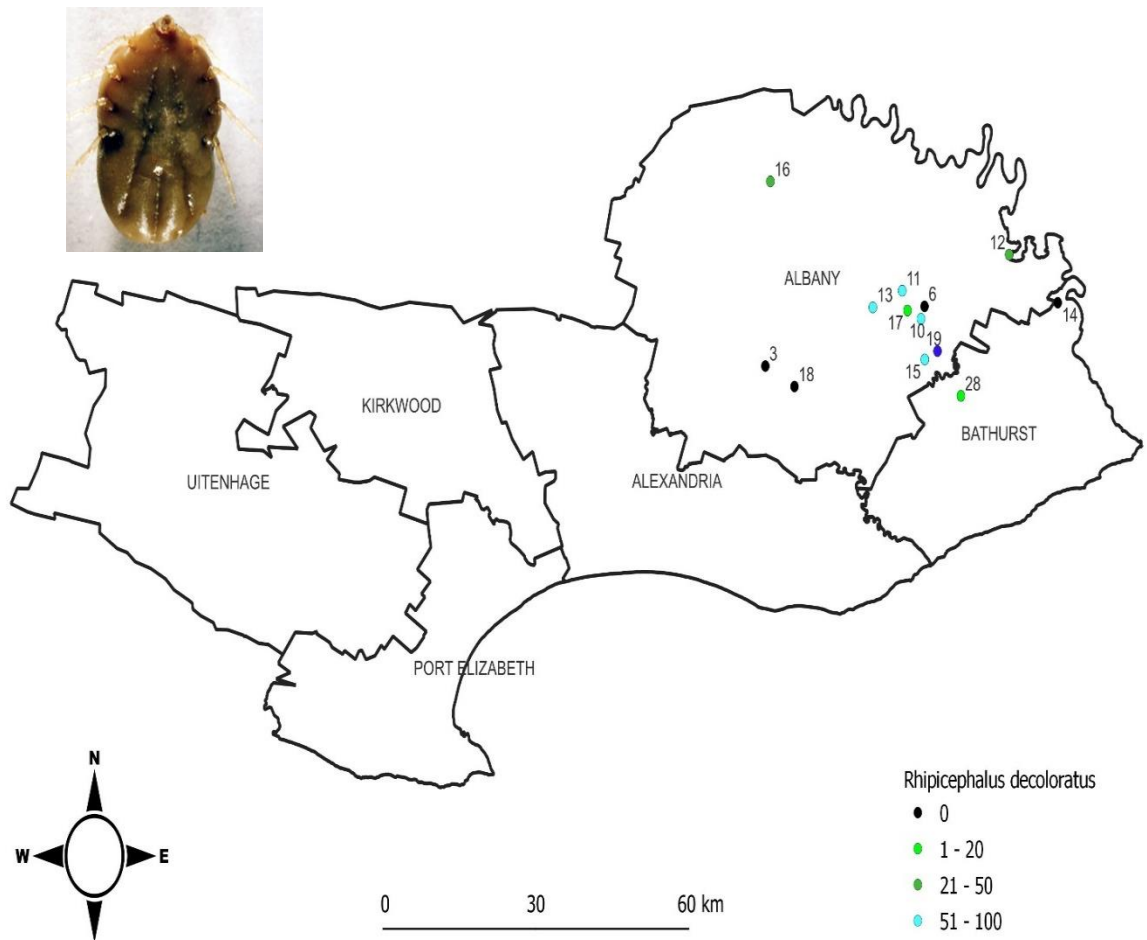 16
12
ALBANY
11
13
6
14
17
10
19
3
15
18
28
KIRKWOOD
BATHURST
UITENHAGE
ALEXANDRIA
PORT ELIZABETH
N
W E
Rhipicephalus decoloratus
0
1 - 20
21 - 50
51 - 100
0 30 60 km